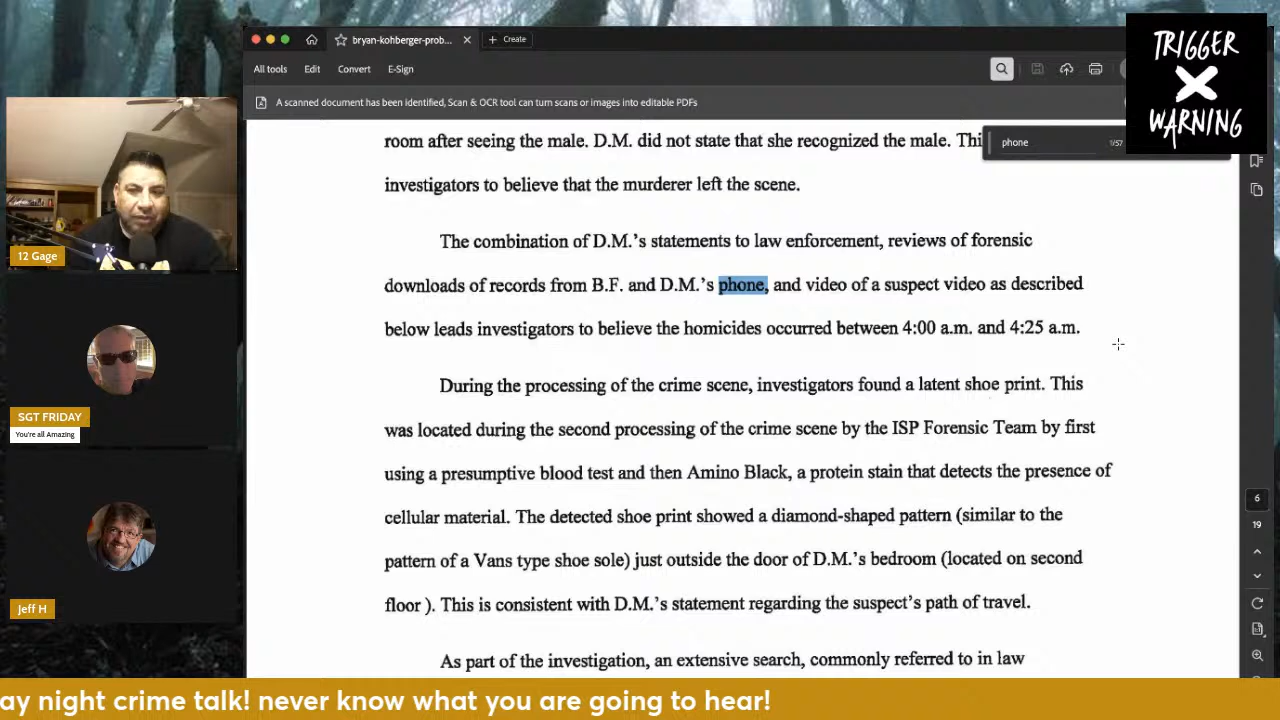 bryan-kohberger-prob...
Create
TRIGGER
WARNING
All tools
Edit
Convert
E-Sign
A scanned document has been identified, Scan & OCR tool can turn scans or images into editable PDFs
phone
1/57
room after seeing the male. D.M. did not state that she recognized the male. Thi
investigators to believe that the murderer left the scene.
The combination of D.M.'s statements to law enforcement, reviews of forensic
downloads of records from B.F. and D.M.'s phone, and video of a suspect video as described
below leads investigators to believe the homicides occurred between 4:00 a.m. and 4:25 a.m.
During the processing of the crime scene, investigators found a latent shoe print. This
was located during the second processing of the crime scene by the ISP Forensic Team by first
using a presumptive blood test and then Amino Black, a protein stain that detects the presence of
cellular material. The detected shoe print showed a diamond-shaped pattern (similar to the
pattern of a Vans type shoe sole) just outside the door of D.M.'s bedroom (located on second
floor ). This is consistent with D.M.'s statement regarding the suspect's path of travel.
As part of the investigation, an extensive search, commonly referred to in law
6
19
12 Gage
SGT FRIDAY
You're all Amazing
Jeff H
ay night crime talk! never know what you are going to hear!